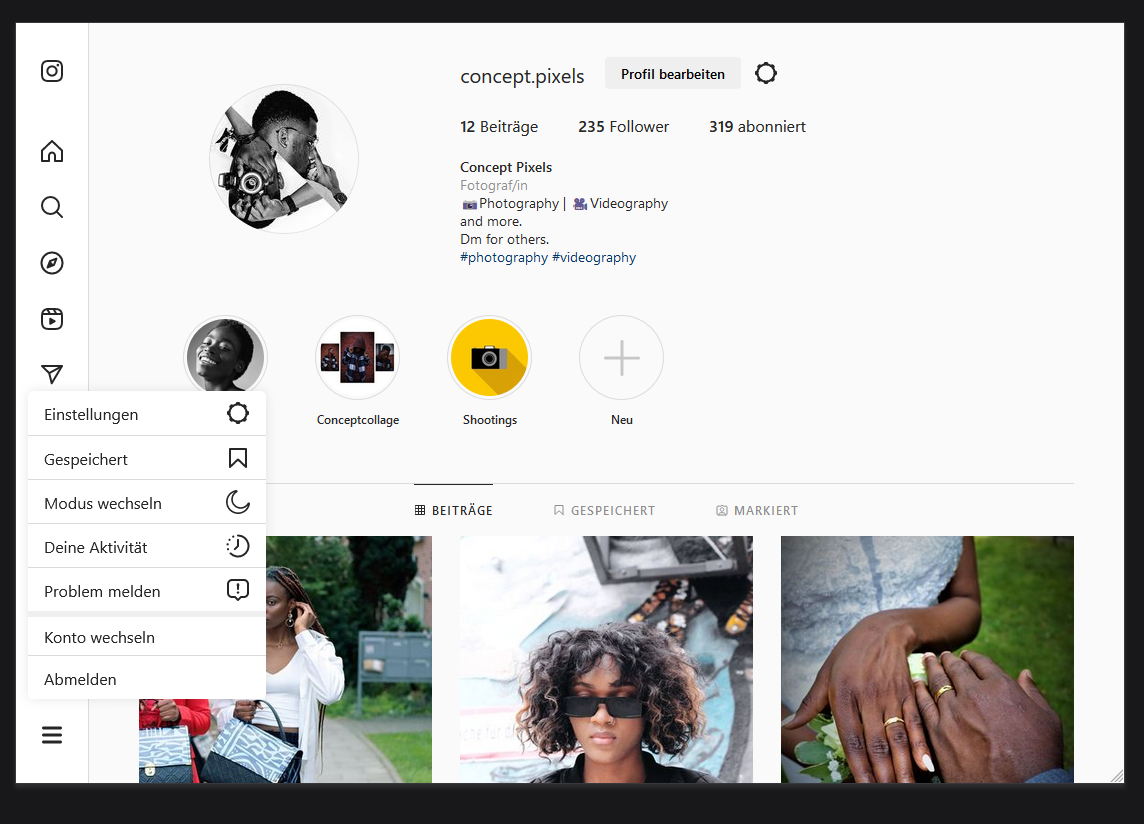 concept.pixels
Profil bearbeiten
12 Beiträge
235 Follower
319 abonniert
Concept Pixels
Fotograf/in
📷Photography | 🎥Videography
and more.
Dm for others.
#photography #videography
Conceptcollage
Shootings
Neu
Einstellungen
Gespeichert
Modus wechseln
Deine Aktivität
Problem melden
Konto wechseln
Abmelden
BEITRÄGE
GESPEICHERT
MARKIERT